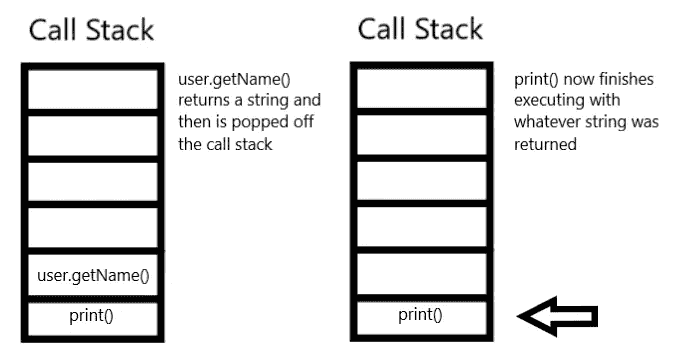 Call Stack
user.getName()
returns a string and
then is popped off
the call stack
user.getName()
print()
Call Stack
print() now finishes
executing with
whatever string was
returned
print()